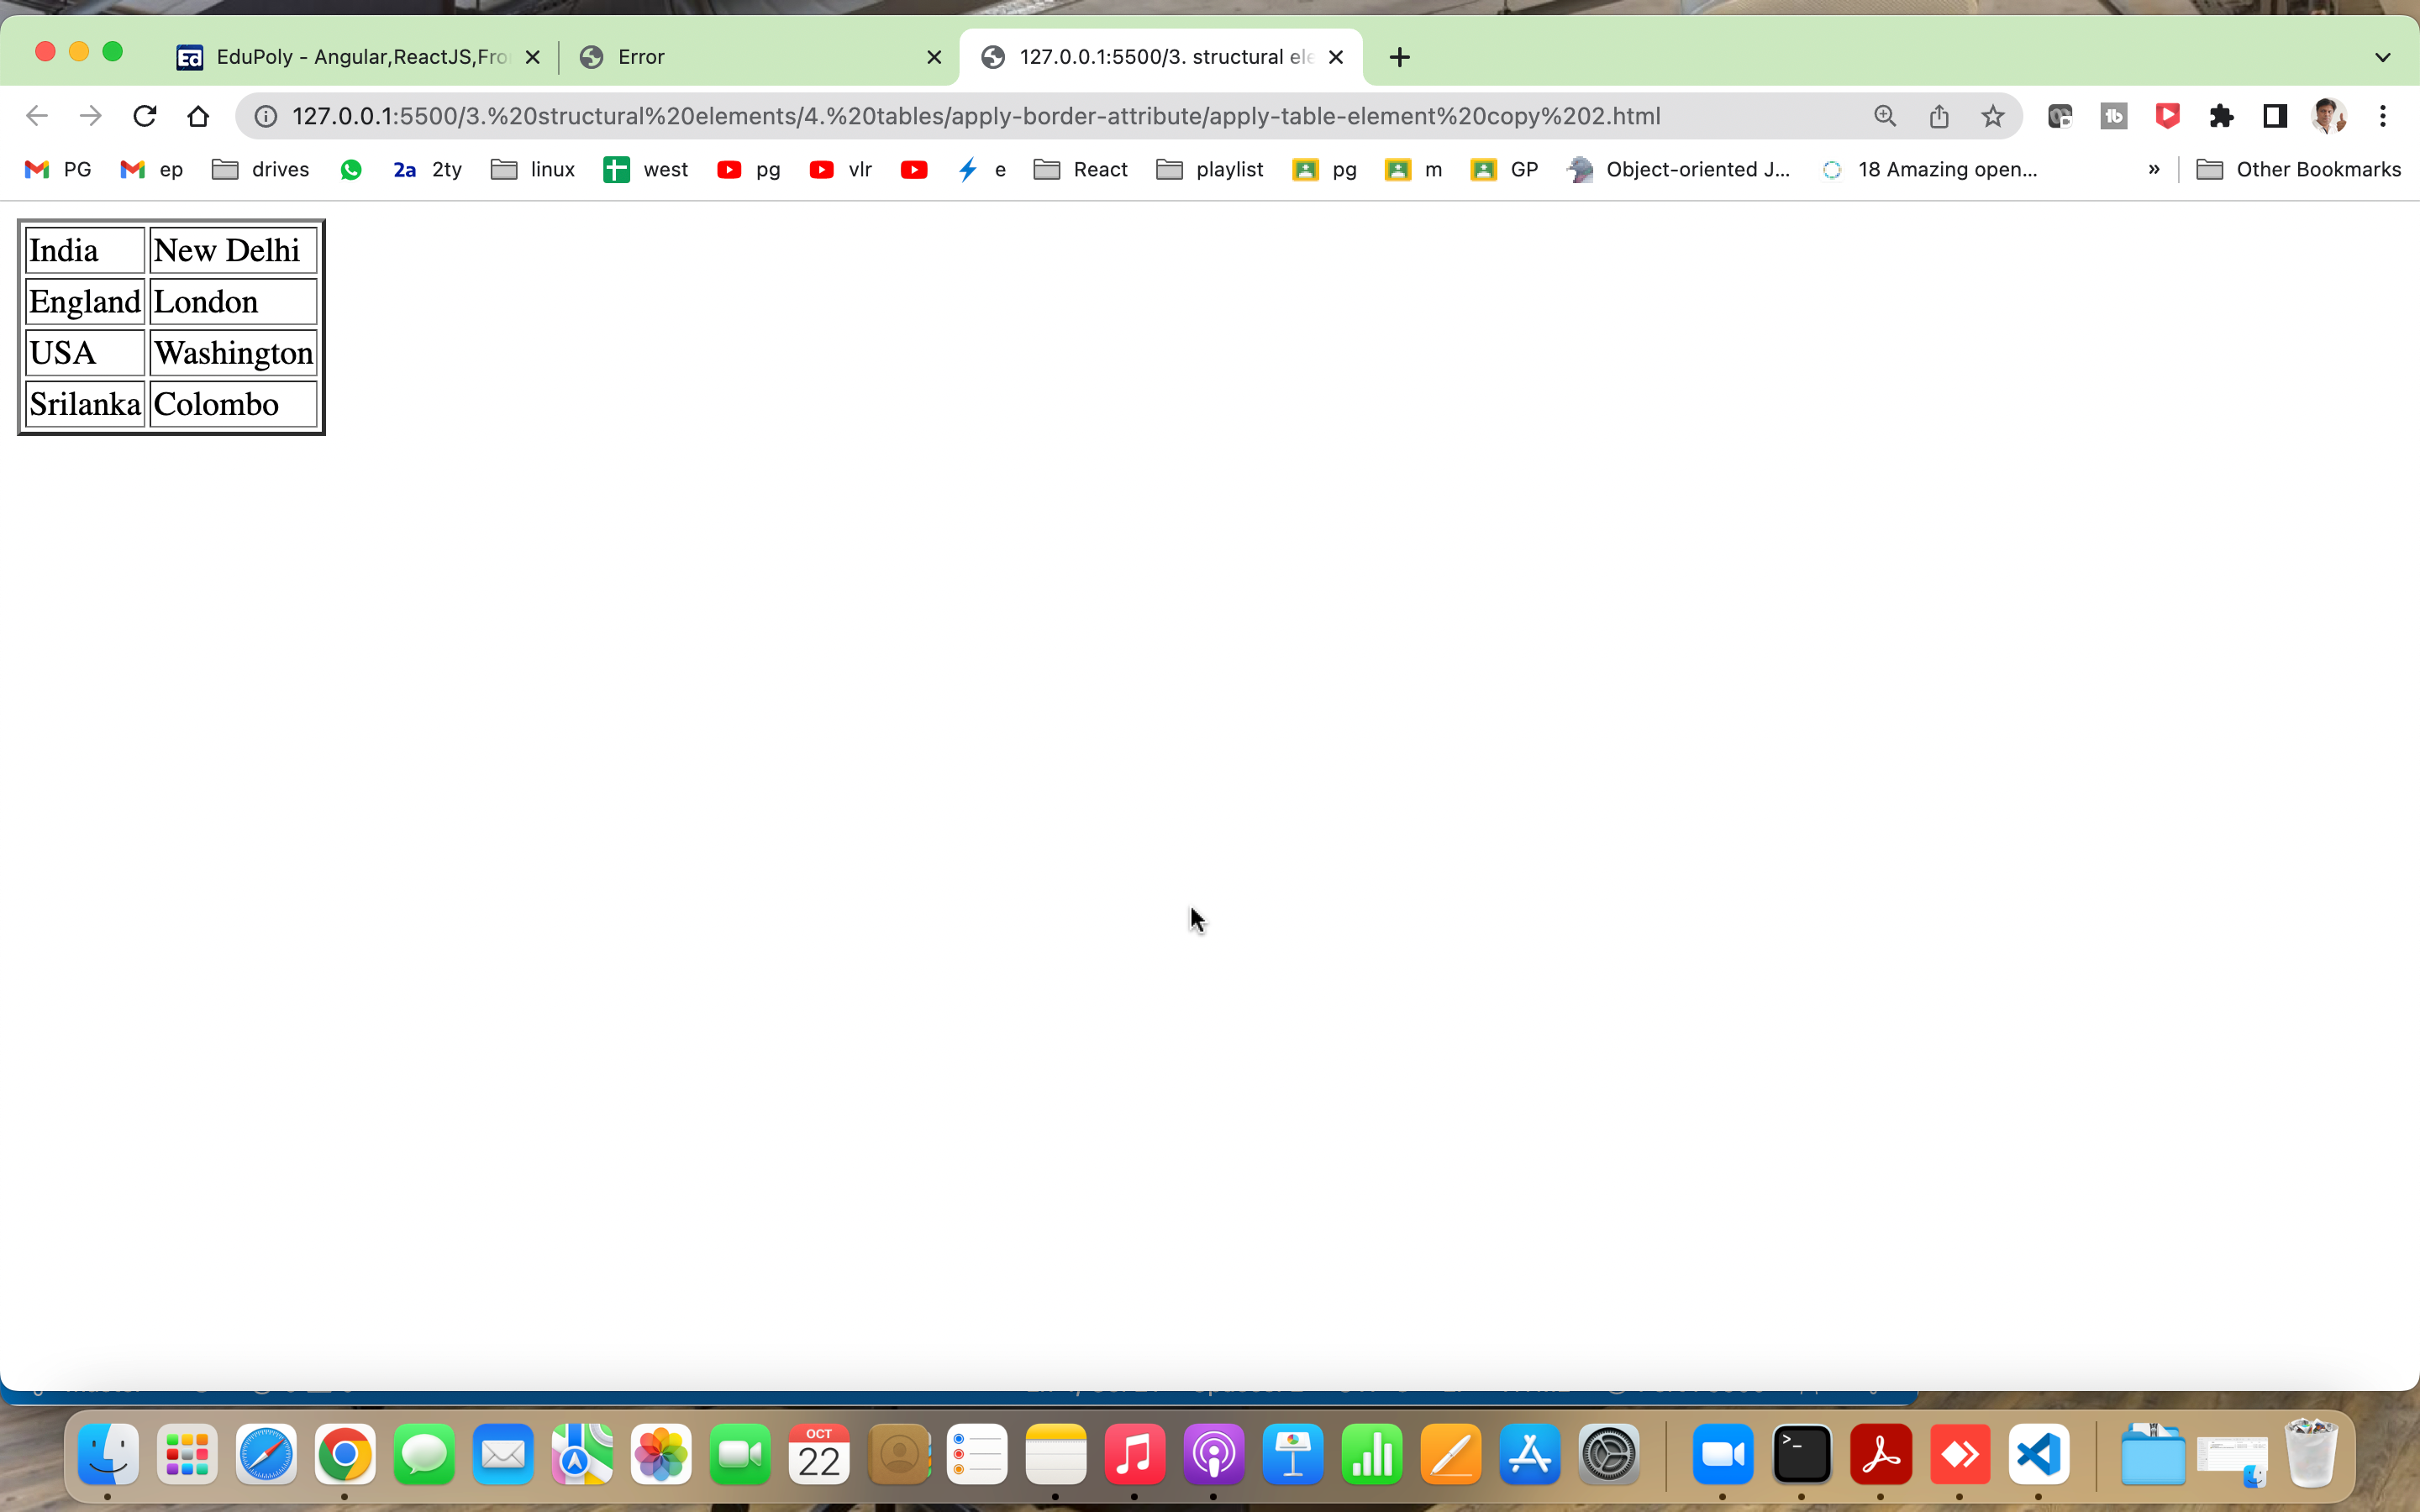 EduPoly - Angular,ReactJS,Fro
Error
127.0.0.1:5500/3. structural ele
127.0.0.1:5500/3.%20structural%20elements/4.%20tables/apply-border-attribute/apply-table-element%20copy%202.html
PG ep drives 2a 2ty linux west pg vlr e React playlist pg m GP Object-oriented J... 18 Amazing open... » Other Bookmarks
India New Delhi
England London
USA Washington
Srilanka Colombo
OCT
22